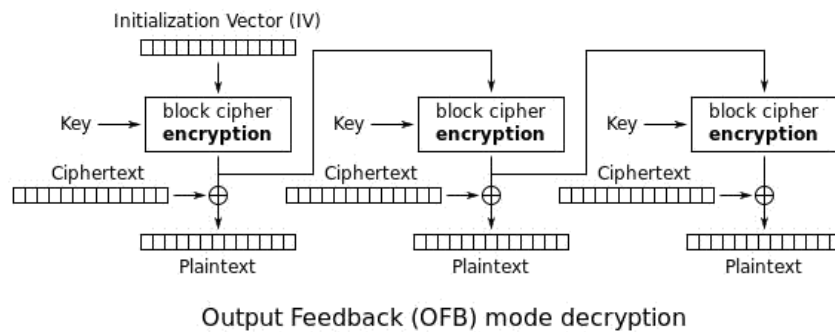 Initialization Vector (IV)
block cipher
encryption
Key
Ciphertext
Plaintext
block cipher
encryption
Key
Ciphertext
Plaintext
block cipher
encryption
Key
Ciphertext
Plaintext
Output Feedback (OFB) mode decryption